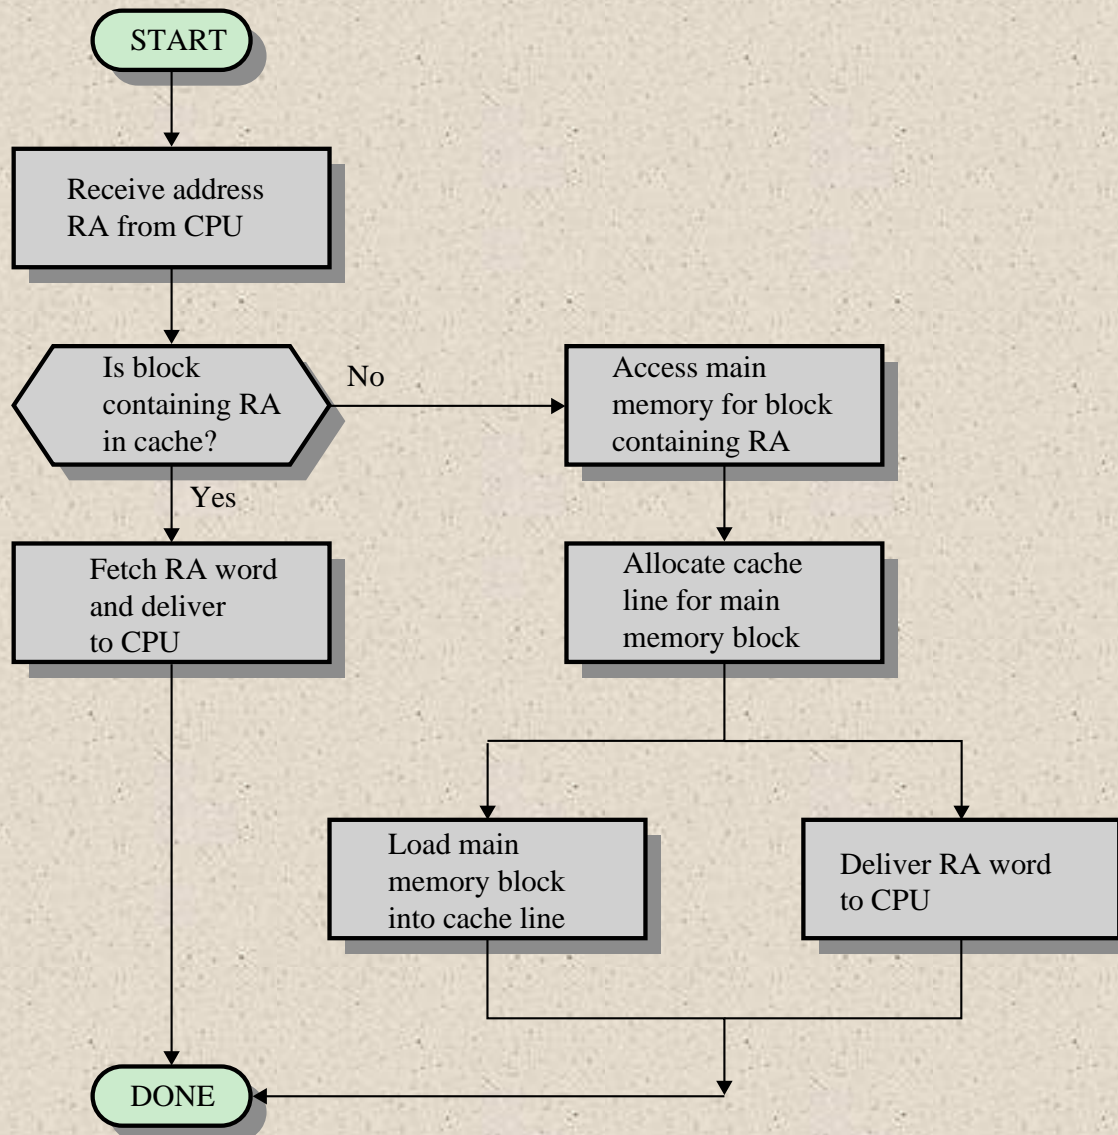 START
Receive address
RA from CPU
Is block
containing RA
in cache?
No
Access main
memory for block
containing RA
Yes
Fetch RA word
and deliver
to CPU
Allocate cache
line for main
memory block
Load main
memory block
into cache line
Deliver RA word
to CPU
DONE